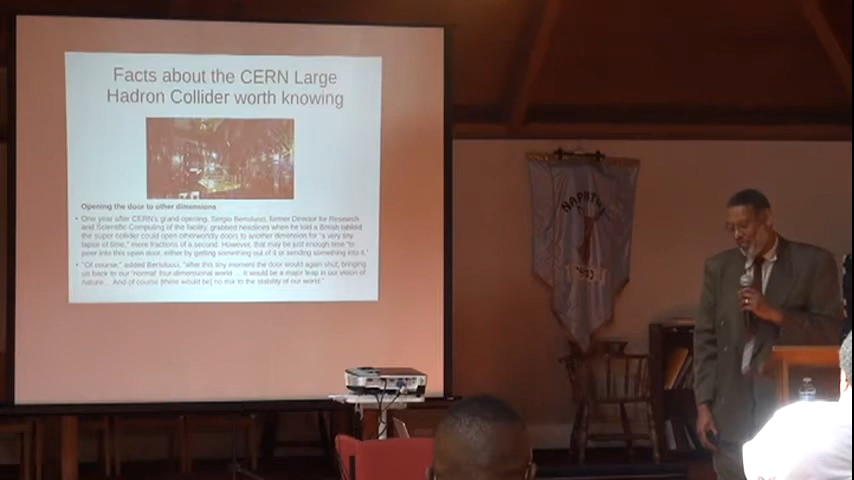 Facts about the CERN Large
Hadron Collider worth knowing
Opening the door to other dimensions
• One year after CERN's grand opening, Sergio Bertolucci, former Director for Research
and Scientific Computing of the facility, grabbed headlines when he told a British tabloid
the super collider could open otherworldly doors to another dimension for "a very tiny
lapse of time," mere fractions of a second. However, that may be just enough time "to
peer into this open door, either by getting something out of it or sending something into it."
• "Of course," added Bertolucci, "after this tiny moment the door would again shut, bringing
us back to our 'normal' four-dimensional world ... It would be a major leap in our vision of
nature... And of course [there would be] no risk to the stability of our world."